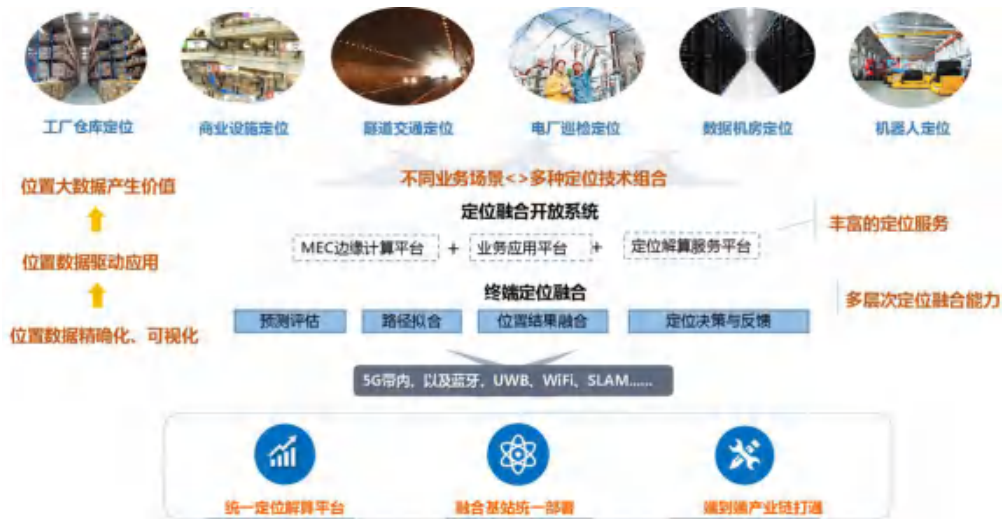 工厂仓库定位 商业设施定位 隧道交通定位 电厂巡检定位 数据机房定位 机器人定位
不同业务场景<>多种定位技术组合
位置大数据产生价值
位置数据驱动应用
位置数据精确化、可视化
定位融合开放系统
MEC边缘计算平台 + 业务应用平台 + 定位解算服务平台
终端定位融合
预测评估 路径拟合 位置结果融合 定位决策与反馈
丰富的定位服务
多层次定位融合能力
5G带内、以及蓝牙、UWB、WiFi、SLAM......
统一定位解算平台 融合基站统一部署 端到端产业链打通